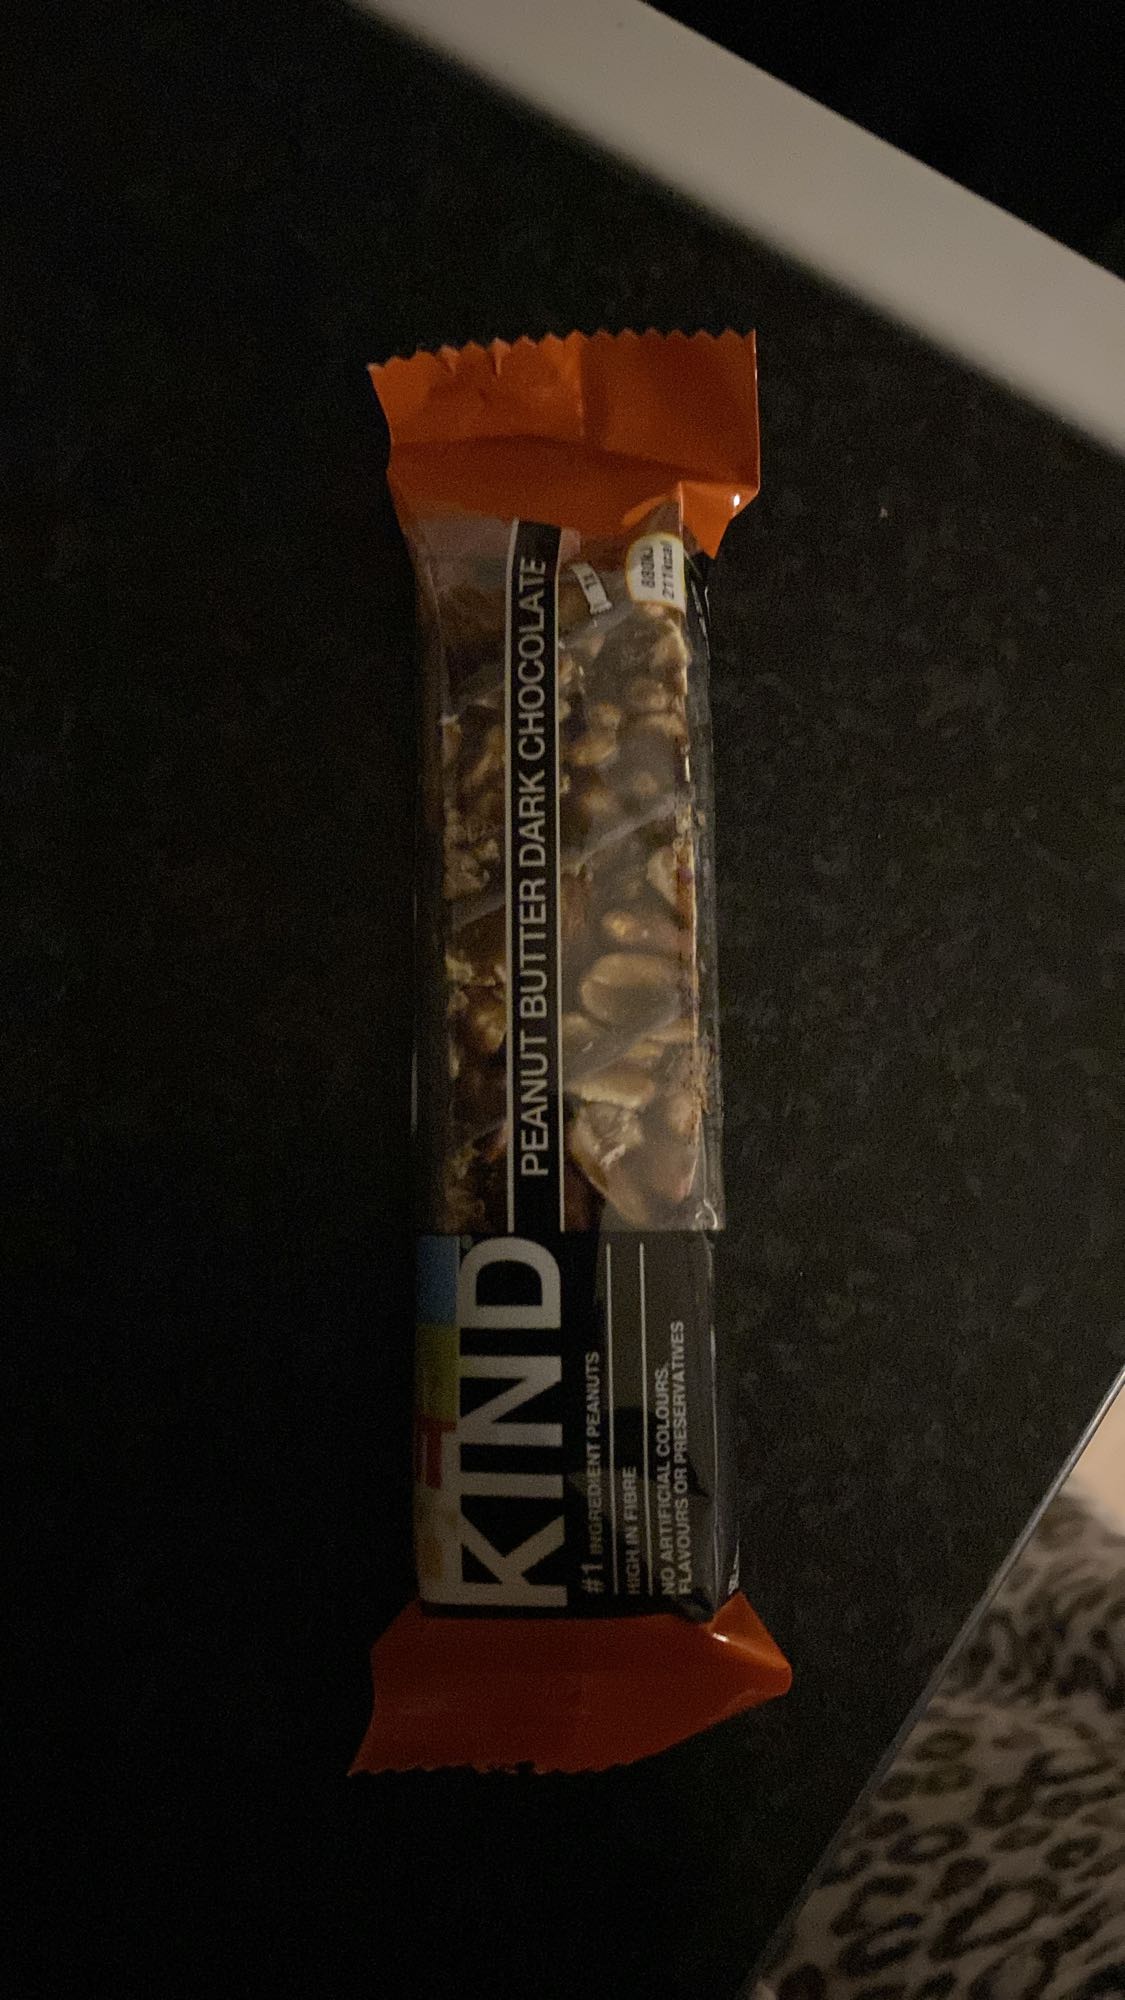 KIND
PEANUT BUTTER DARK CHOCOLATE
#1 INGREDIENT PEANUTS
HIGH IN FIBRE
NO ARTIFICIAL COLOURS,
FLAVOURS OR PRESERVATIVES
1x
880kJ
211kcal